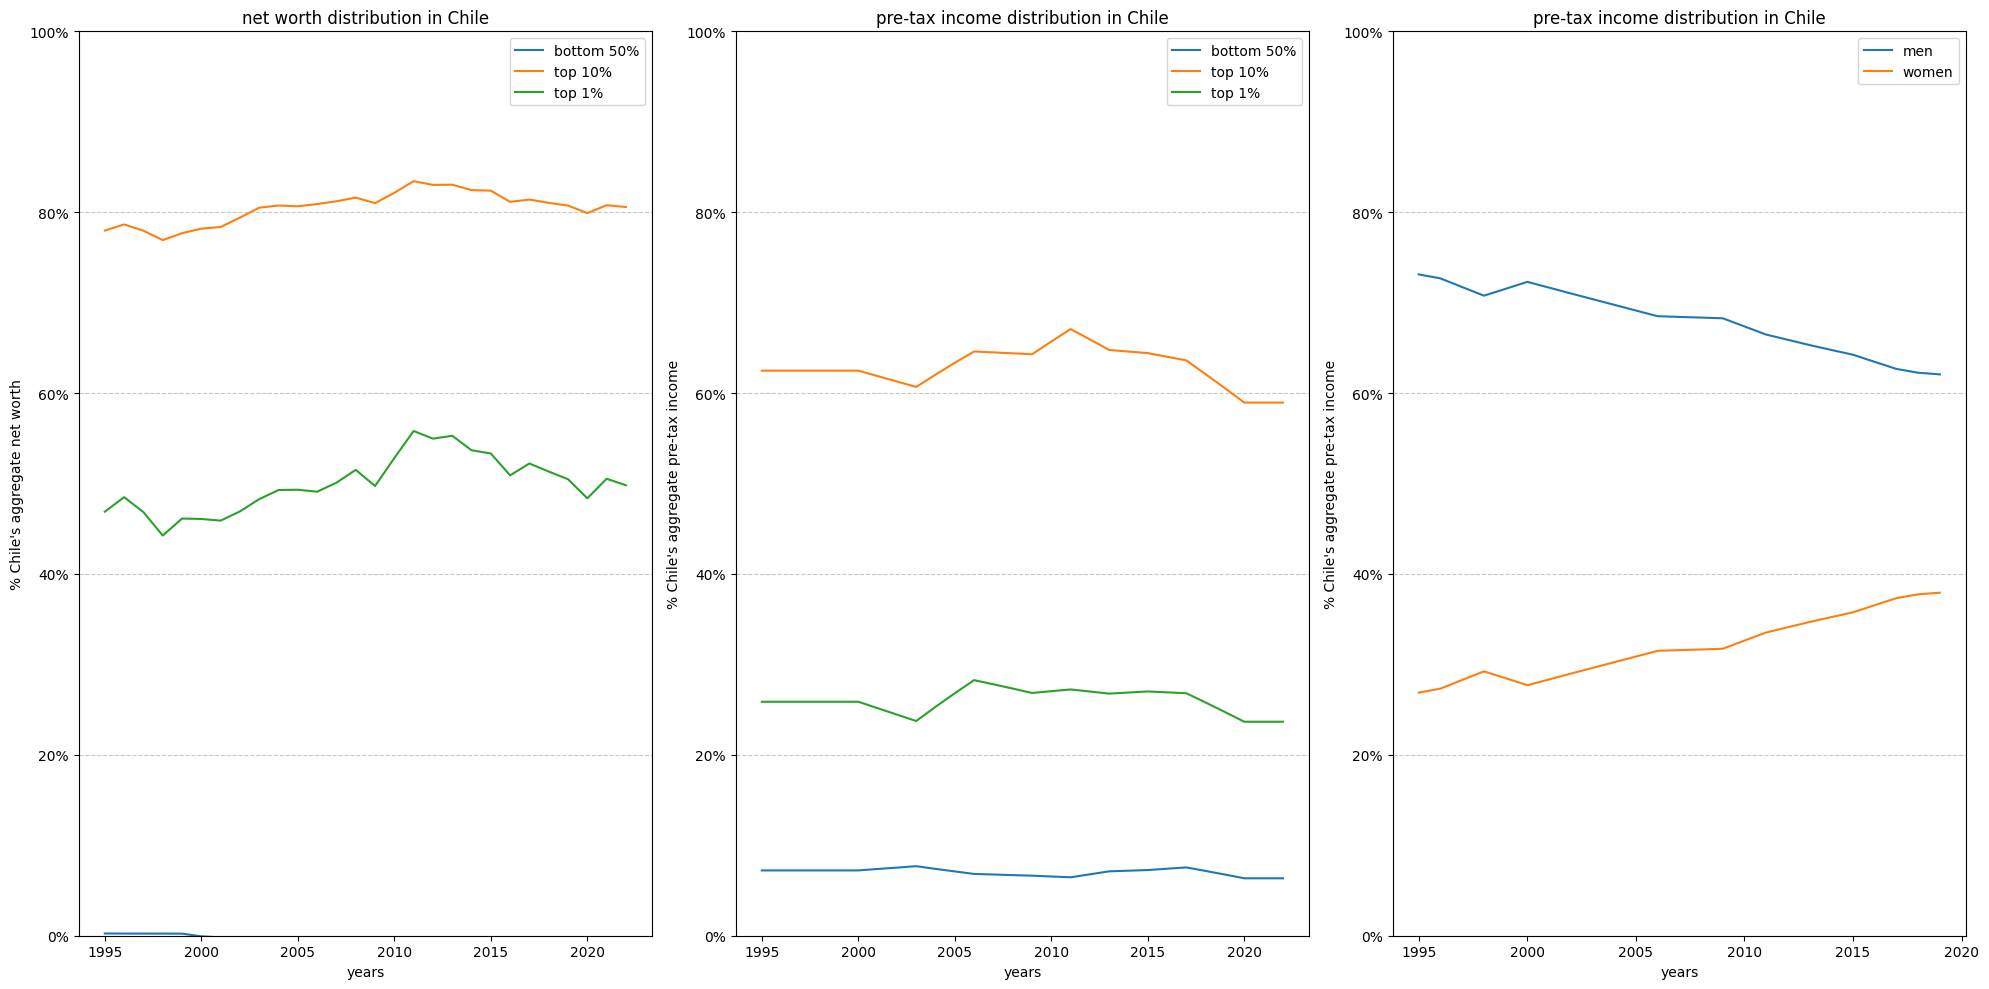 net worth distribution in Chile
100%
80%
60%
40%
20%
0%
% Chile's aggregate net worth
bottom 50%
top 10%
top 1%
1995 2000 2005 2010 2015 2020
years
pre-tax income distribution in Chile
100%
80%
60%
40%
20%
0%
% Chile's aggregate pre-tax income
bottom 50%
top 10%
top 1%
1995 2000 2005 2010 2015 2020
years
pre-tax income distribution in Chile
100%
80%
60%
40%
20%
0%
% Chile's aggregate pre-tax income
men
women
1995 2000 2005 2010 2015 2020
years